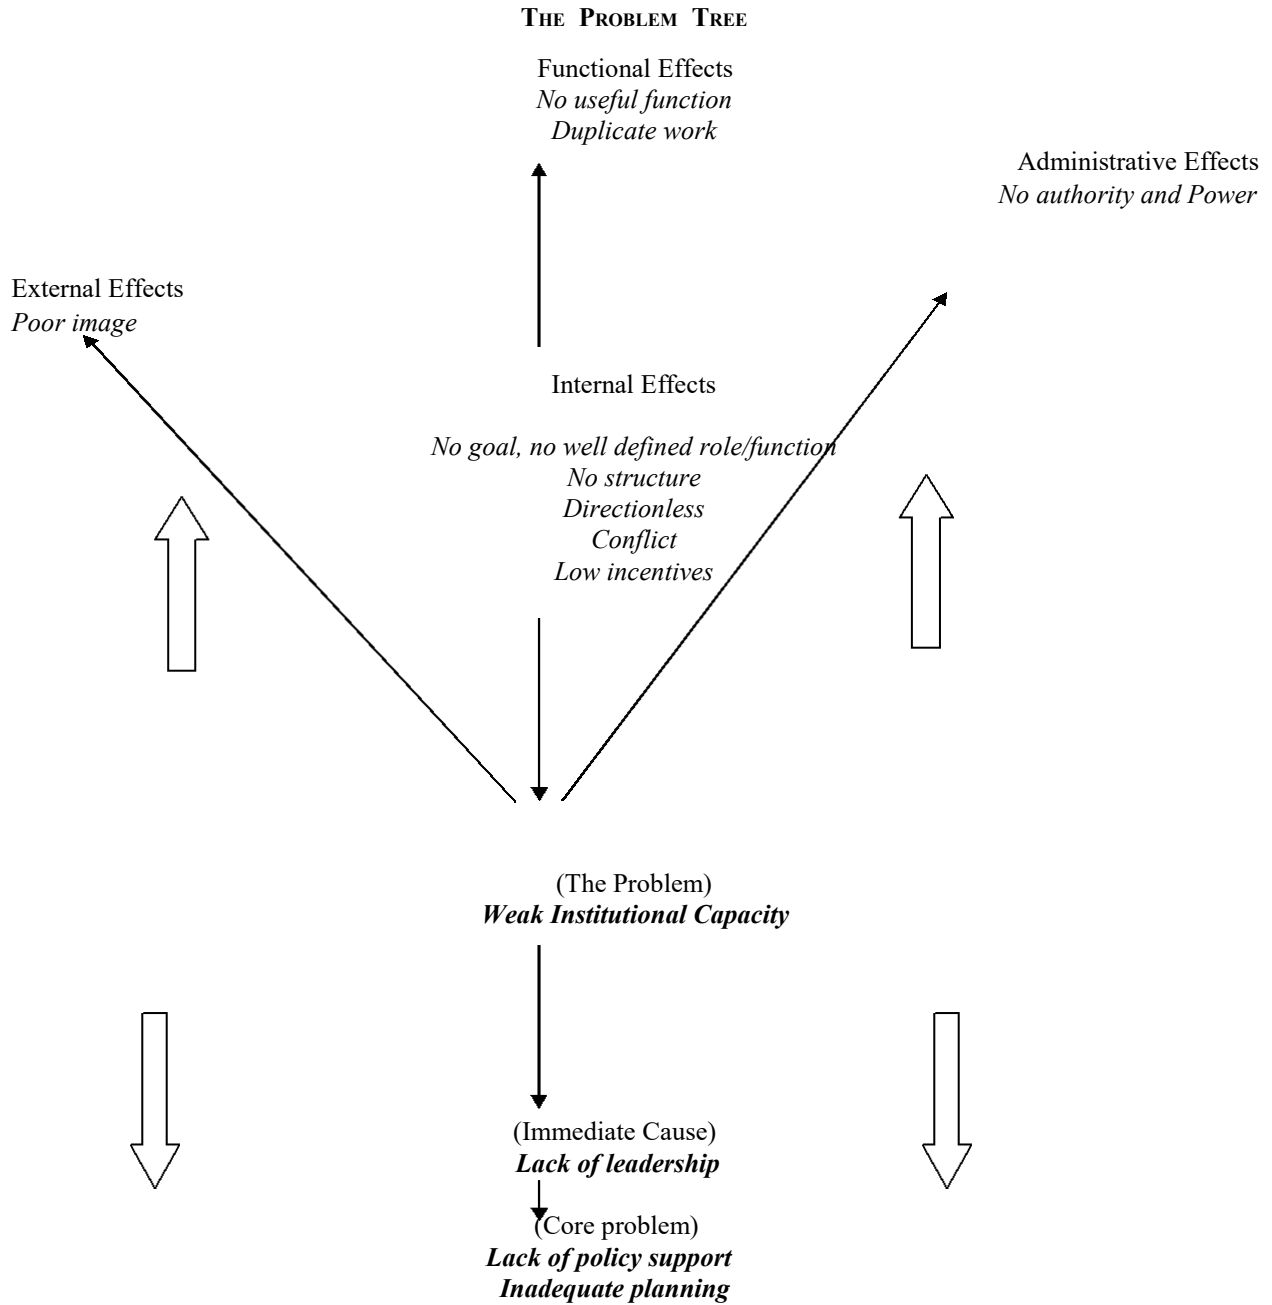 THE PROBLEM TREE
Functional Effects
No useful function
Duplicate work
Administrative Effects
No authority and Power
External Effects
Poor image
Internal Effects
No goal, no well defined role/function
No structure
Directionless
Conflict
Low incentives
(The Problem)
Weak Institutional Capacity
(Immediate Cause)
Lack of leadership
(Core problem)
Lack of policy support
Inadequate planning